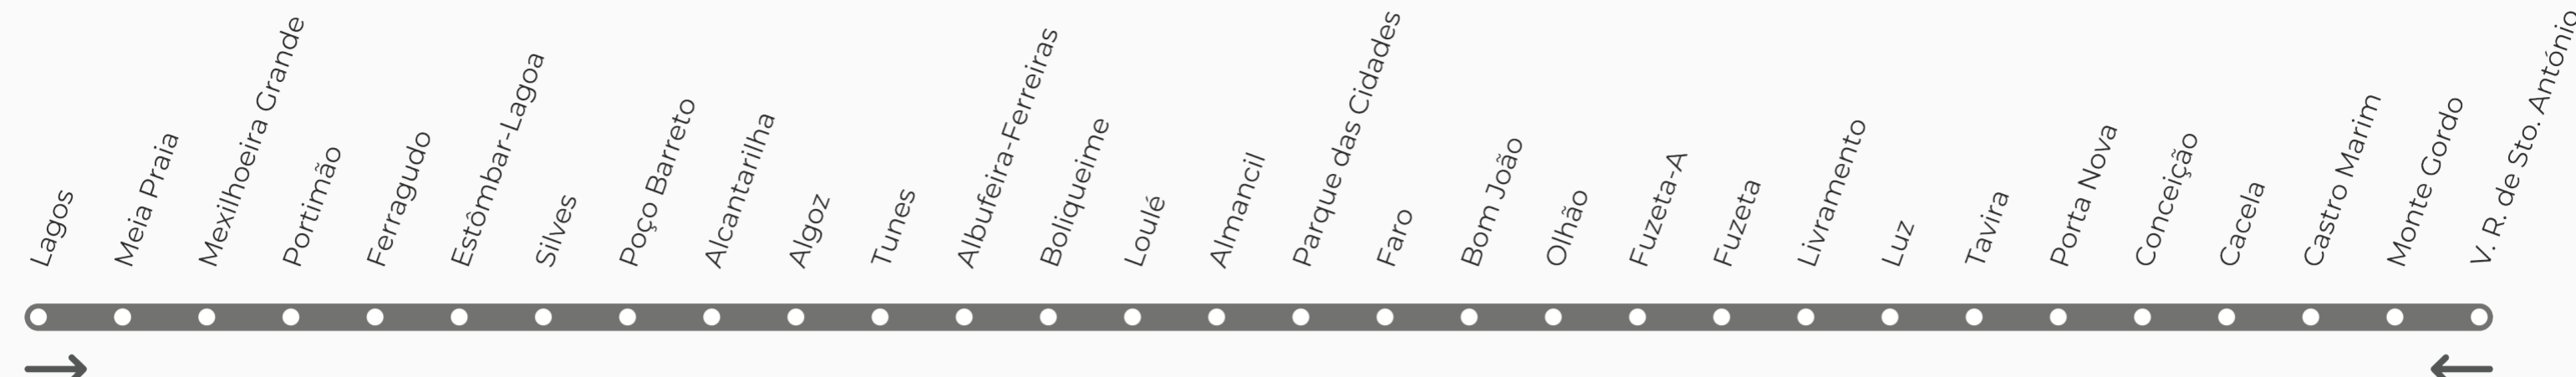 Lagos
Meia Praia
Mexilhoeira Grande
Portimão
Ferragudo
Estômbar-Lagoa
Silves
Poço Barreto
Alcantarilha
Algoz
Tunes
Albufeira-Ferreiras
Boliqueime
Loulé
Almancil
Parque das Cidades
Faro
Bom João
Olhão
Fuzeta-A
Fuzeta
Livramento
Luz
Tavira
Porta Nova
Conceição
Cacela
Castro Marim
Monte Gordo
V. R. de Sto. António